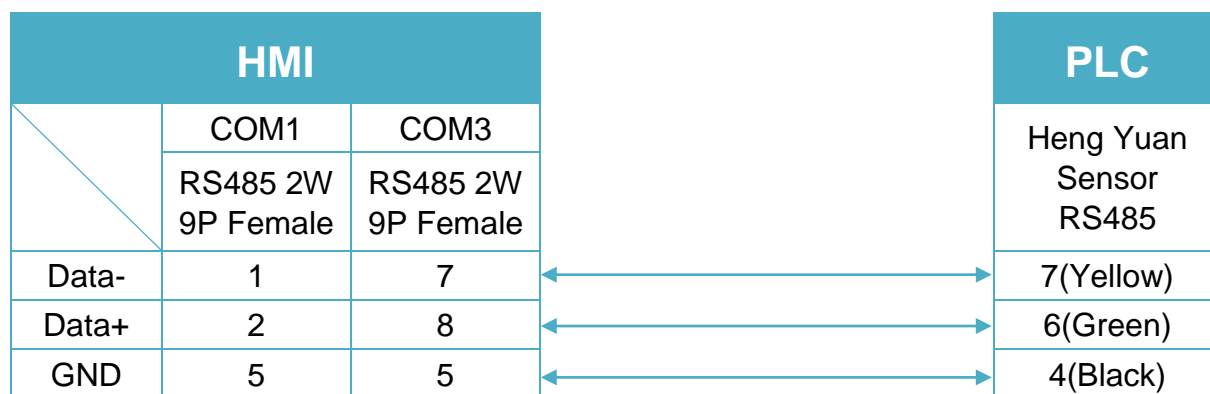 HMI
PLC
COM1
COM3
Heng Yuan
Sensor
RS485
RS485 2W
9P Female
RS485 2W
9P Female
Data-
1
7
7(Yellow)
Data+
2
8
6(Green)
GND
5
5
4(Black)